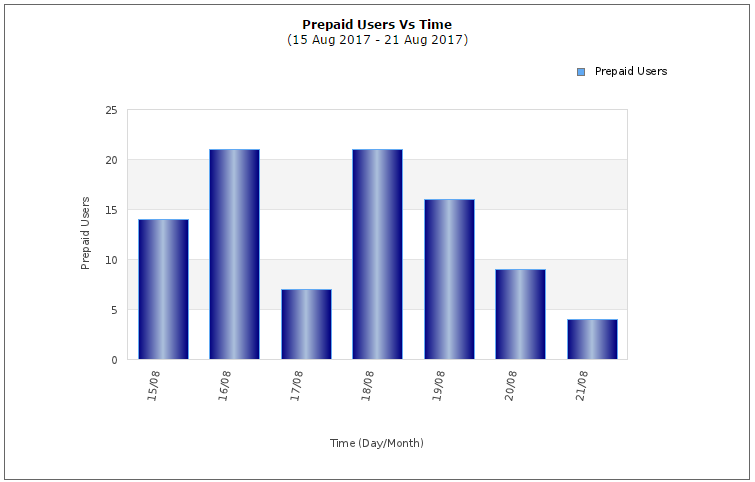 Prepaid Users Vs Time
(15 Aug 2017 - 21 Aug 2017)
Prepaid Users
25
20
15
10
5
0
Prepaid Users
15/08
16/08
17/08
18/08
19/08
20/08
21/08
Time (Day/Month)